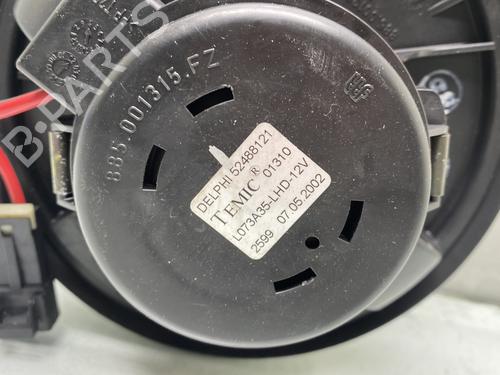 885.001315.FZ
DELPHI 52488121
TEMIC® 01310
L073A35-LHD-12V
2599 07.05.2002
B-PARTS